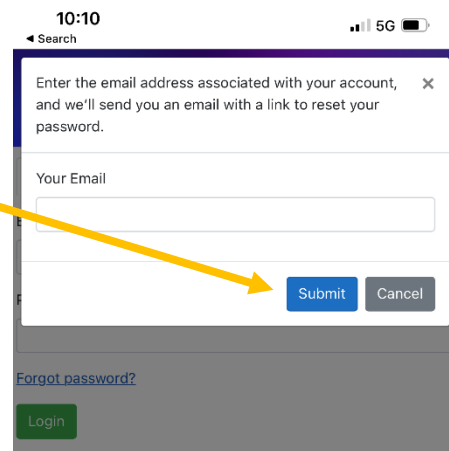 10:10
5G
◄ Search
Enter the email address associated with your account, ×
and we'll send you an email with a link to reset your
password.
Your Email
Submit Cancel
Forgot password?
Login